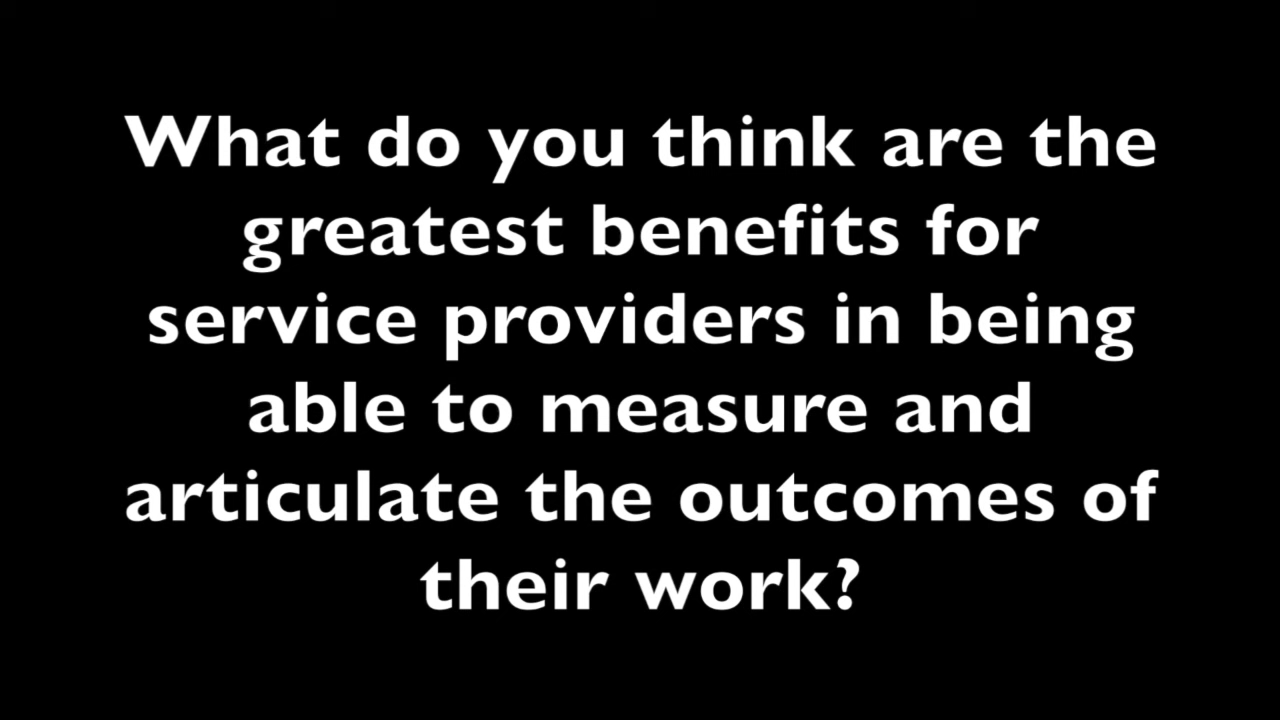 What do you think are the
greatest benefits for
service providers in being
able to measure and
articulate the outcomes of
their work?